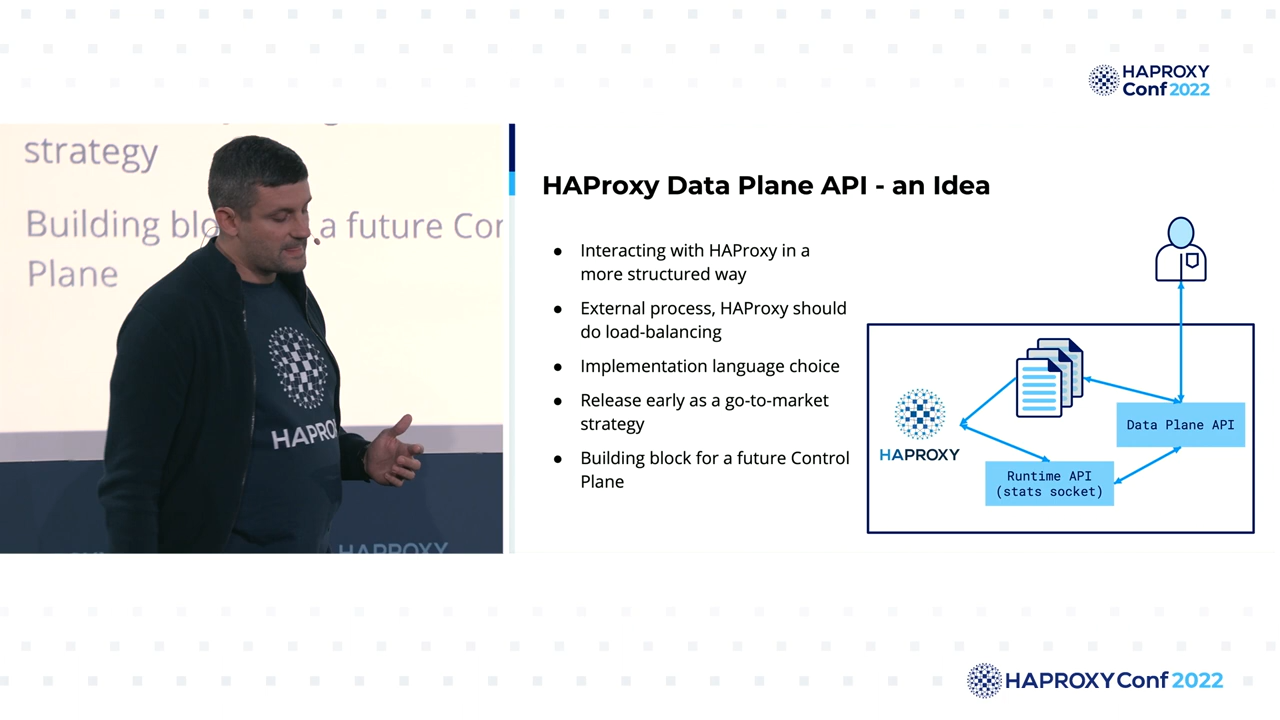 HAPROXY
Conf 2022
strategy
Building a future Con
Plane
HAPROXY
HAPROXY
HAProxy Data Plane API - an Idea
● Interacting with HAProxy in a
more structured way
● External process, HAProxy should
do load-balancing
● Implementation language choice
● Release early as a go-to-market
strategy
● Building block for a future Control
Plane
HAPROXY
Data Plane API
Runtime API
(stats socket)
HAPROXY Conf 2022